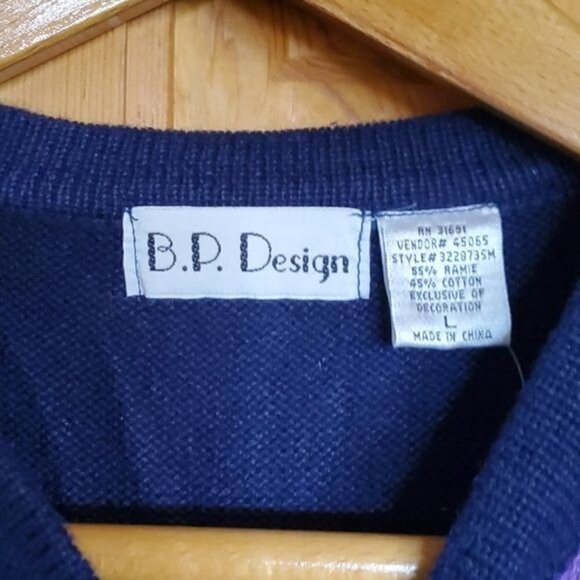 B.P. Design
RN 31691
VENDOR# 45065
STYLE# 3228735M
55% RAMIE
45% COTTON
EXCLUSIVE OF
DECORATION
L
MADE IN CHINA